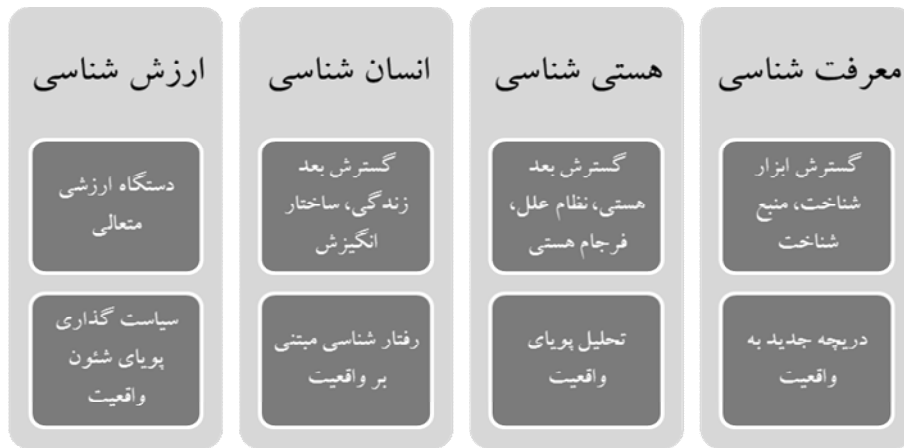 معرفت شناسی
گسترش ابزار
شناخت، منبع
شناخت
دریچه جدید به
واقعیت
هستی شناسی
گسترش بعد
هستی، نظام علل،
فرجام هستی
تحلیل پویای
واقعیت
انسان شناسی
گسترش بعد
زندگی، ساختار
انگیزش
رفتار شناسی مبتنی
بر واقعیت
ارزش شناسی
دستگاه ارزشی
متعالی
سیاست گذاری
پویای شئون
واقعیت